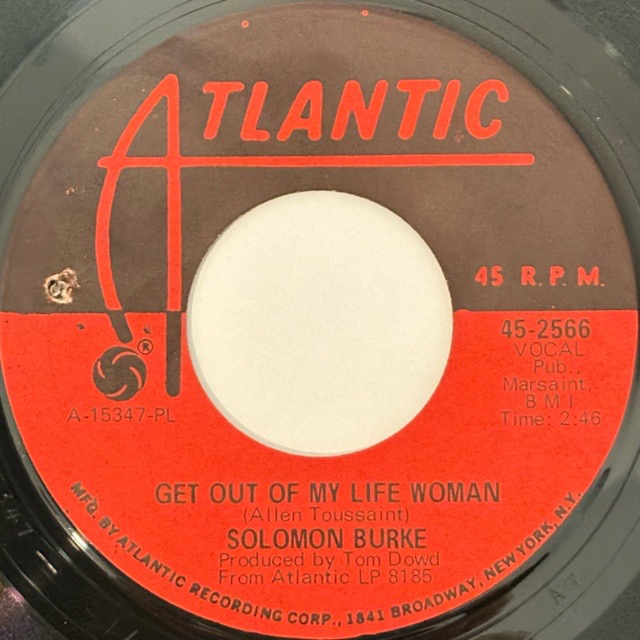 ATLANTIC
45 R.P.M.
®
45-2566
VOCAL
Pub.,
Marsaint,
BMI
Time: 2:46
A-15347-PL
GET OUT OF MY LIFE WOMAN
(Allen Toussaint)
SOLOMON BURKE
Produced by Tom Dowd
From Atlantic LP 8185
MFG. BY ATLANTIC RECORDING CORP., 1841 BROADWAY, NEW YORK, N.Y.